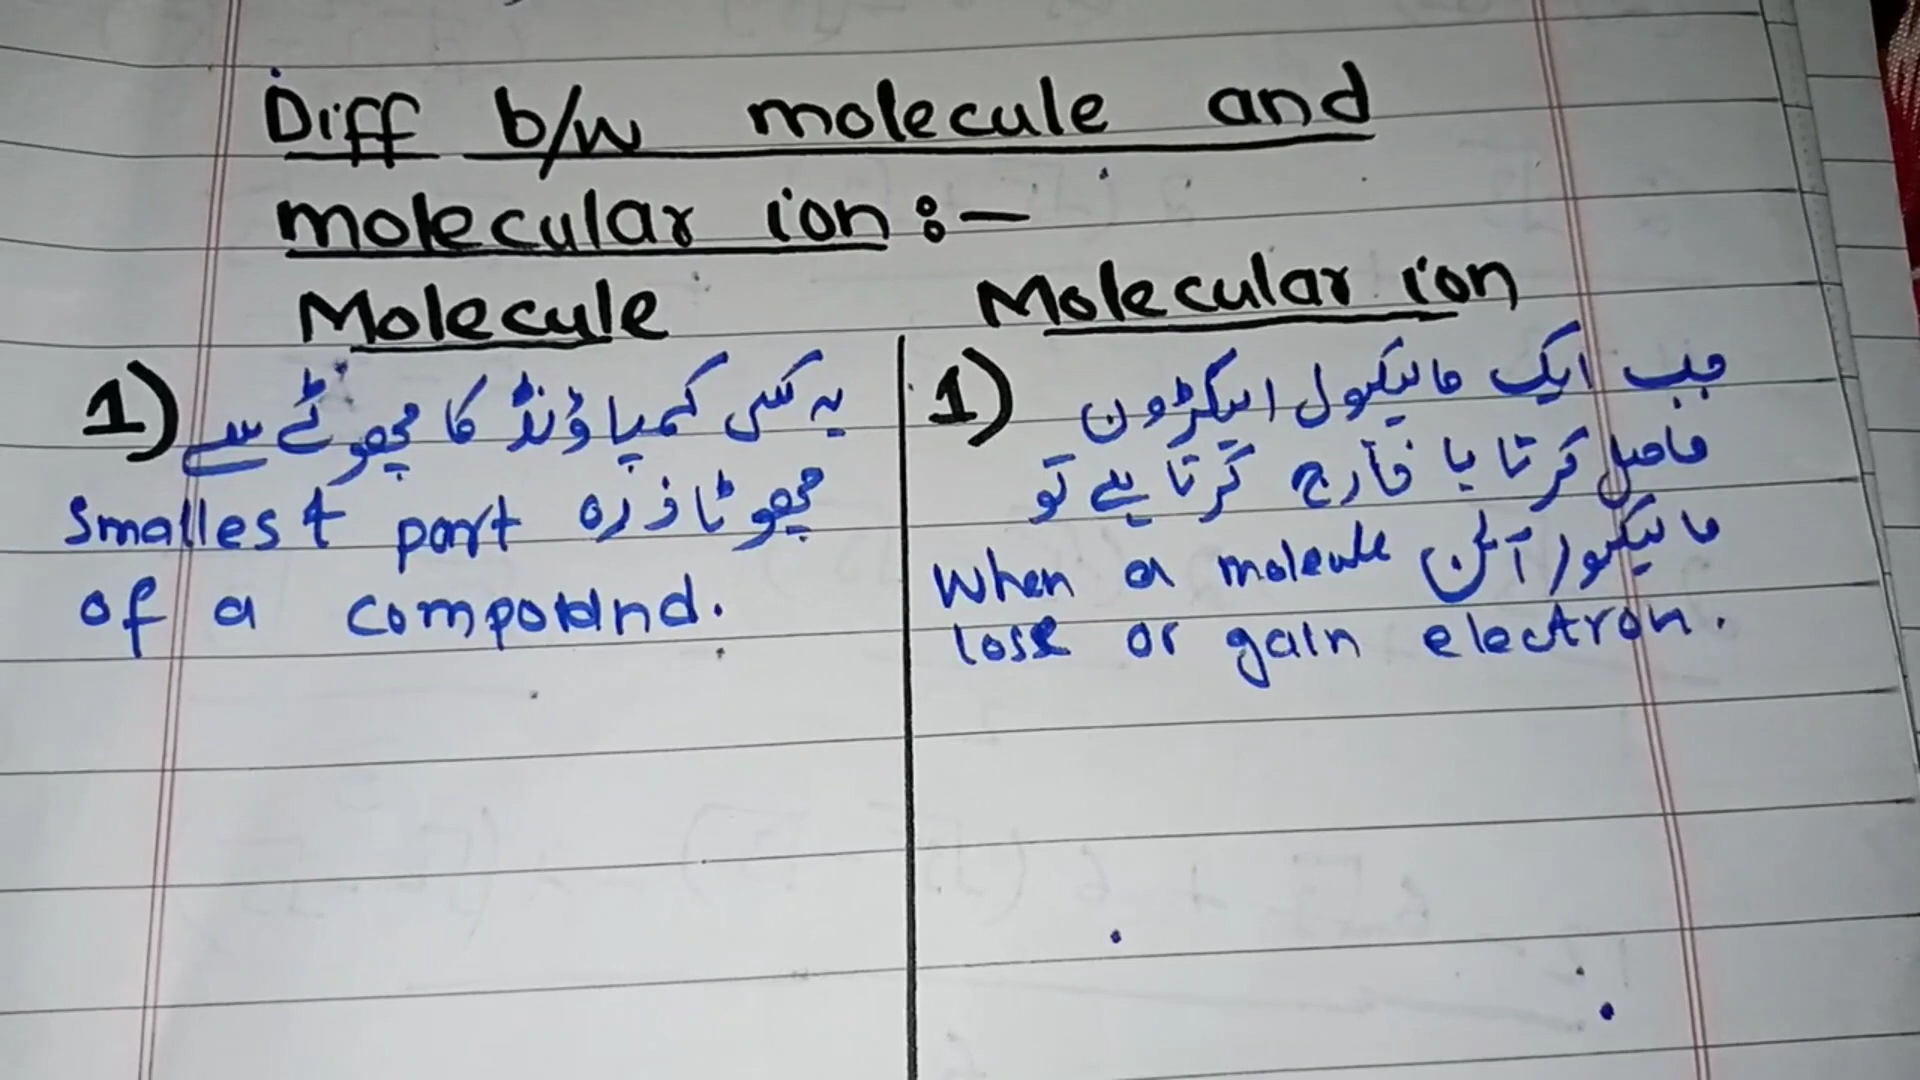 Diff b/w molecule and
molecular ion :-
Molecule
1) یہ کسی کمپاؤنڈ کا چھوٹے سے
چھوٹا ذرہ Smallest part
of a compound.
Molecular ion
1) جب ایک مالیکیول الیکٹرون
حاصل کرتا یا خارج کرتا ہے تو
مالیکیولر آئن When a molecule
lose or gain electron.